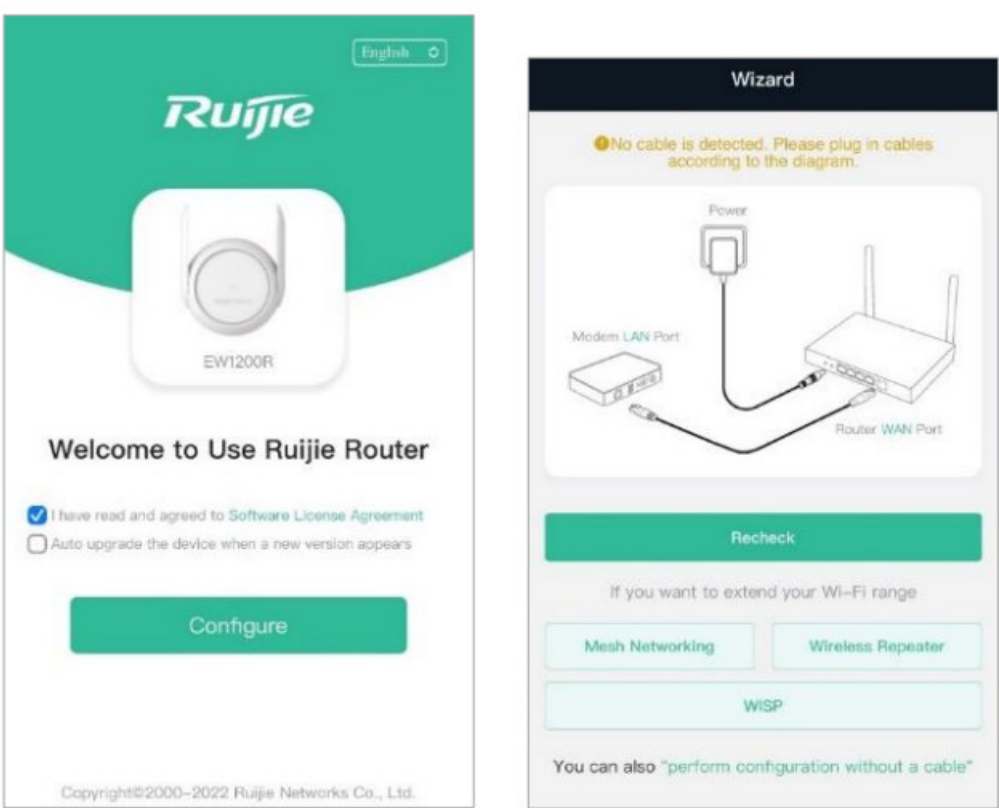 English
Ruijie
EW1200R
Welcome to Use Ruijie Router
I have read and agreed to Software License Agreement
Auto upgrade the device when a new version appears
Configure
Copyright©2000-2022 Ruijie Networks Co., Ltd.
Wizard
No cable is detected. Please plug in cables
according to the diagram.
Power
Modem LAN Port
Router WAN Port
Recheck
If you want to extend your Wi-Fi range
Mesh Networking
Wireless Repeater
WISP
You can also "perform configuration without a cable"